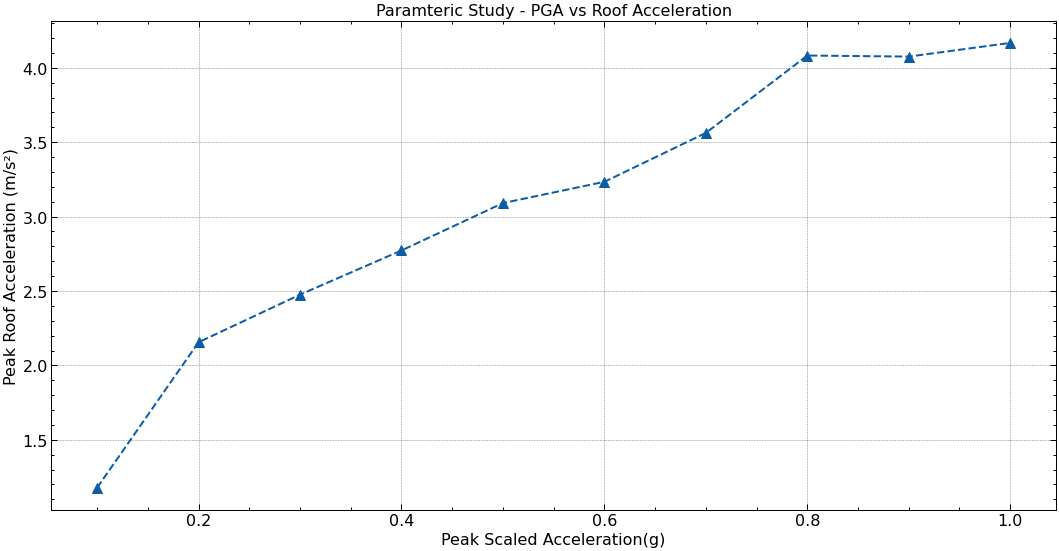 Paramteric Study - PGA vs Roof Acceleration
Peak Roof Acceleration (m/s²)
4.0
3.5
3.0
2.5
2.0
1.5
0.2 0.4 0.6 0.8 1.0
Peak Scaled Acceleration(g)